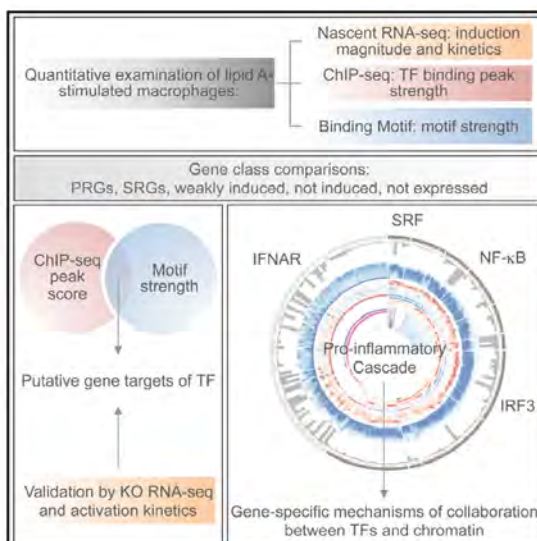 Nascent RNA-seq: induction
magnitude and kinetics
Quantitative examination of lipid A-
stimulated macrophages:
ChIP-seq: TF binding peak
strength
Binding Motif: motif strength
Gene class comparisons:
PRGs, SRGs, weakly induced, not induced, not expressed
ChIP-seq
peak
score
Motif
strength
Putative gene targets of TF
Validation by KO RNA-seq
and activation kinetics
SRF
IFNAR
NF-κB
Pro-inflammatory
Cascade
IRF3
Gene-specific mechanisms of collaboration
between TFs and chromatin